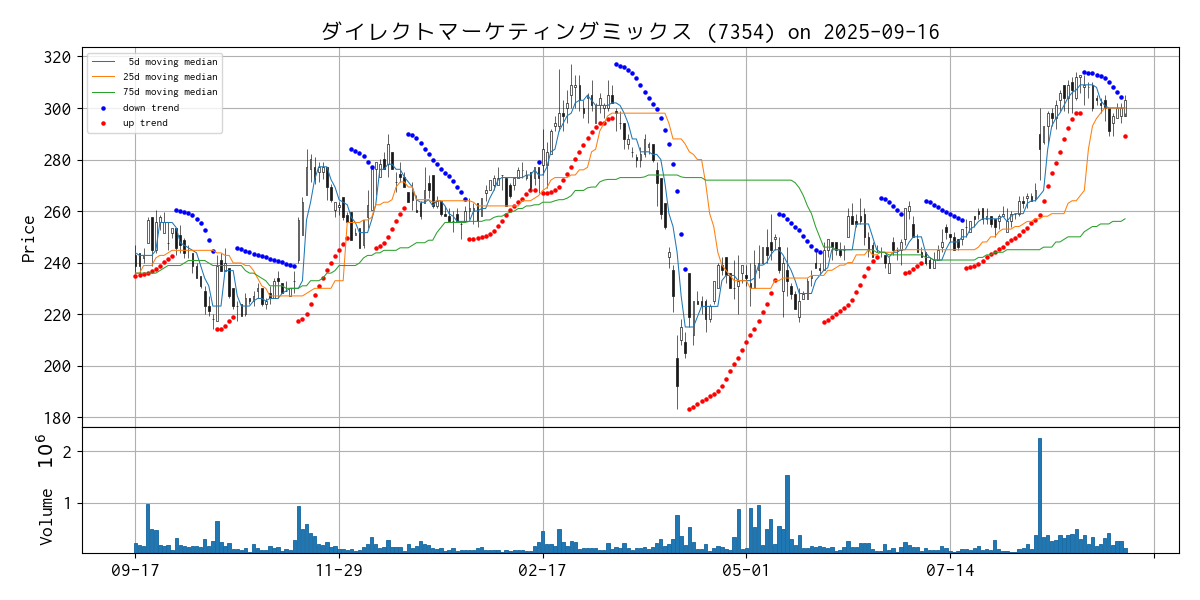 ダイレクトマーケティングミックス (7354) on 2025-09-16
5d moving median
25d moving median
75d moving median
down trend
up trend
Price
320
300
280
260
240
220
200
180
Volume 10^6
2
1
09-17 11-29 02-17 05-01 07-14